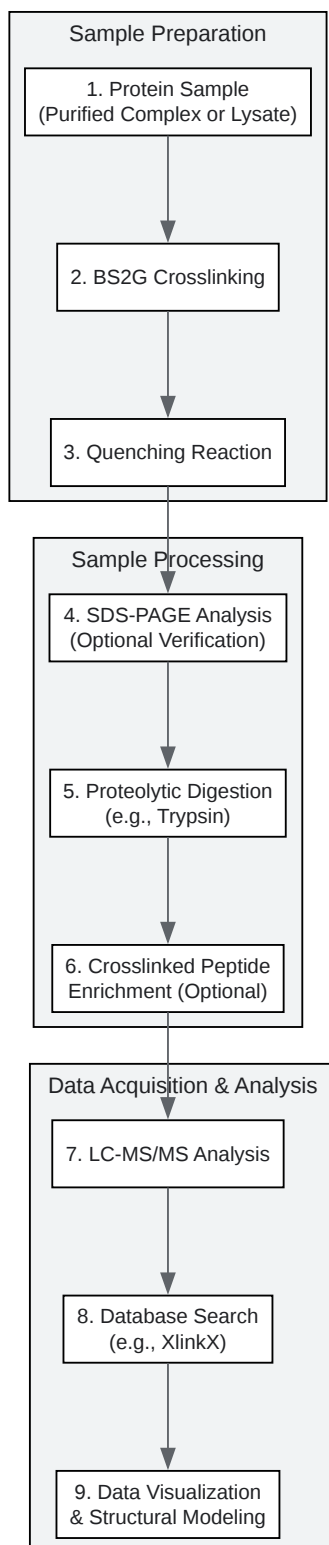 Sample Preparation
1. Protein Sample
(Purified Complex or Lysate)
2. BS2G Crosslinking
3. Quenching Reaction
Sample Processing
4. SDS-PAGE Analysis
(Optional Verification)
5. Proteolytic Digestion
(e.g., Trypsin)
6. Crosslinked Peptide
Enrichment (Optional)
Data Acquisition & Analysis
7. LC-MS/MS Analysis
8. Database Search
(e.g., XlinkX)
9. Data Visualization
& Structural Modeling